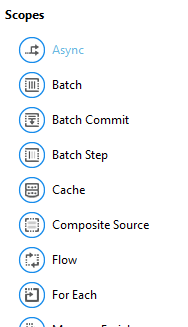 Scopes
Async
Batch
Batch Commit
Batch Step
Cache
Composite Source
Flow
For Each